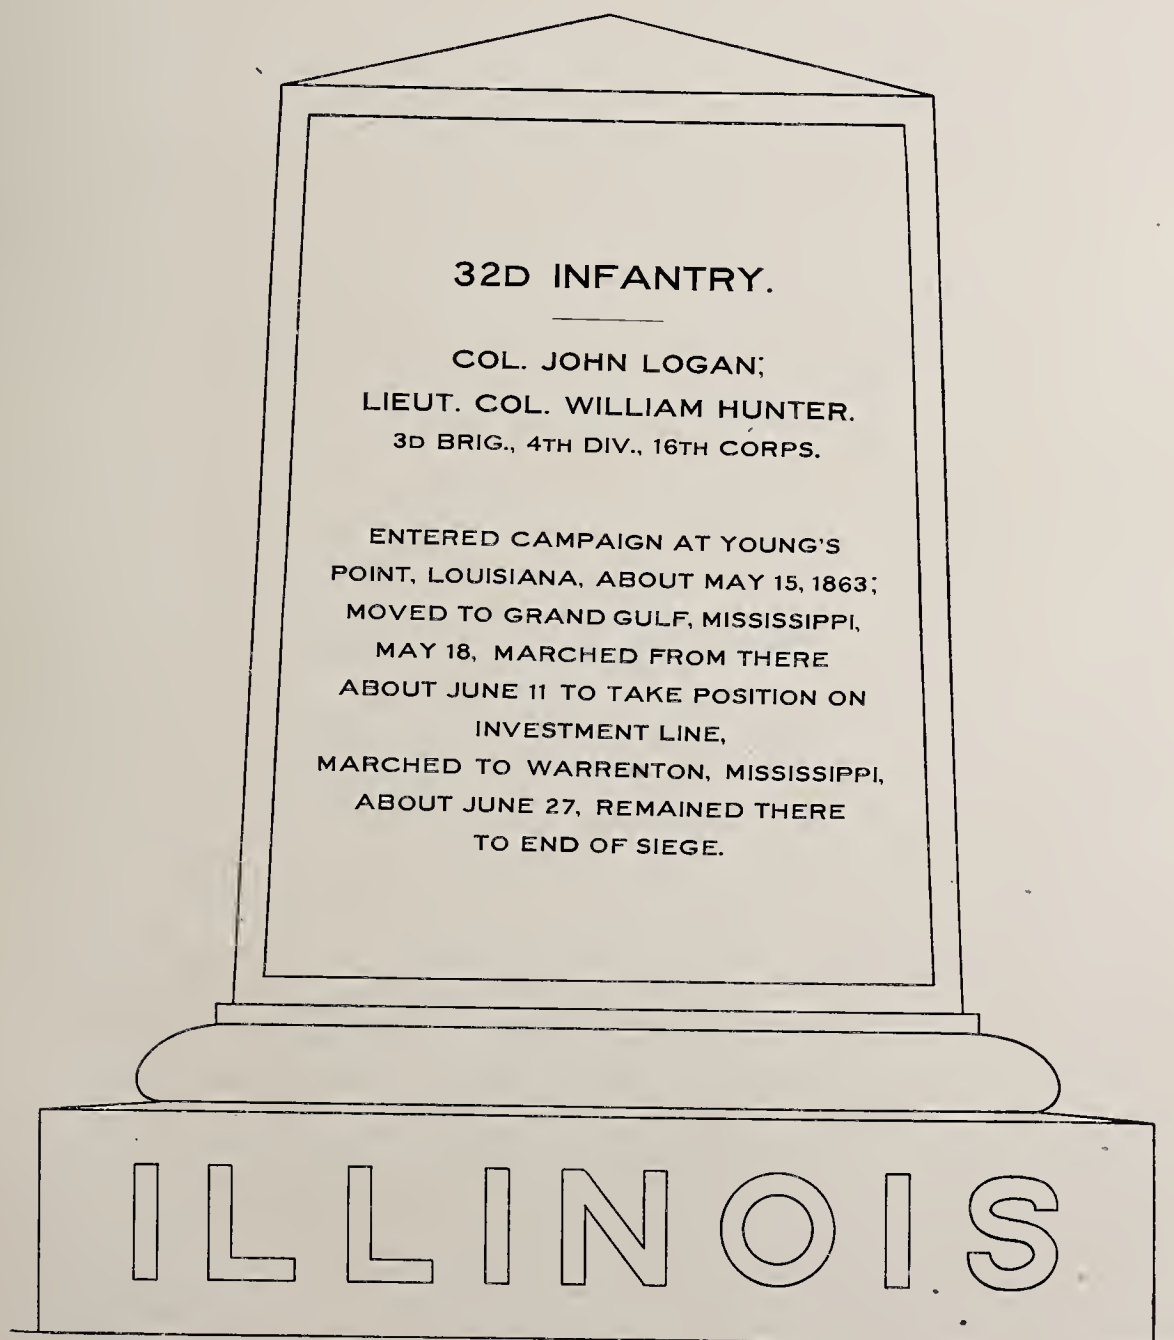 32D INFANTRY.
COL. JOHN LOGAN;
LIEUT. COL. WILLIAM HUNTER.
3D BRIG., 4TH DIV., 16TH CORPS.
ENTERED CAMPAIGN AT YOUNG'S
POINT, LOUISIANA, ABOUT MAY 15, 1863;
MOVED TO GRAND GULF, MISSISSIPPI,
MAY 18, MARCHED FROM THERE
ABOUT JUNE 11 TO TAKE POSITION ON
INVESTMENT LINE,
MARCHED TO WARRENTON, MISSISSIPPI,
ABOUT JUNE 27, REMAINED THERE
TO END OF SIEGE.
ILLINOIS